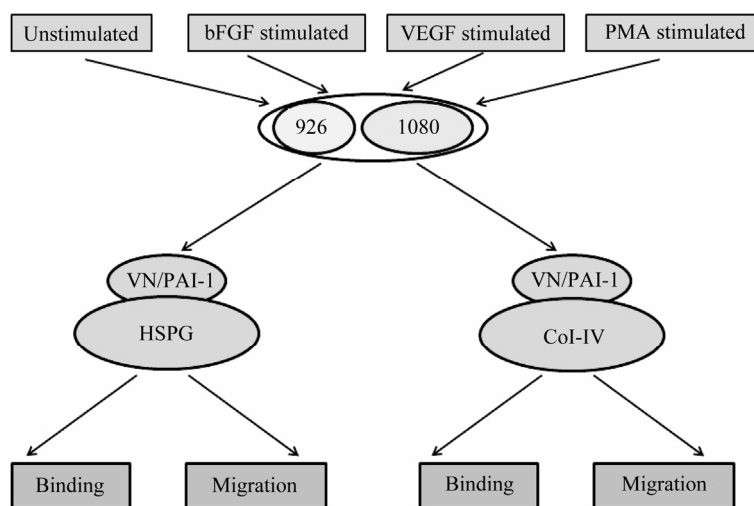 Unstimulated
bFGF stimulated
VEGF stimulated
PMA stimulated
926
1080
VN/PAI-1
HSPG
VN/PAI-1
CoI-IV
Binding
Migration
Binding
Migration